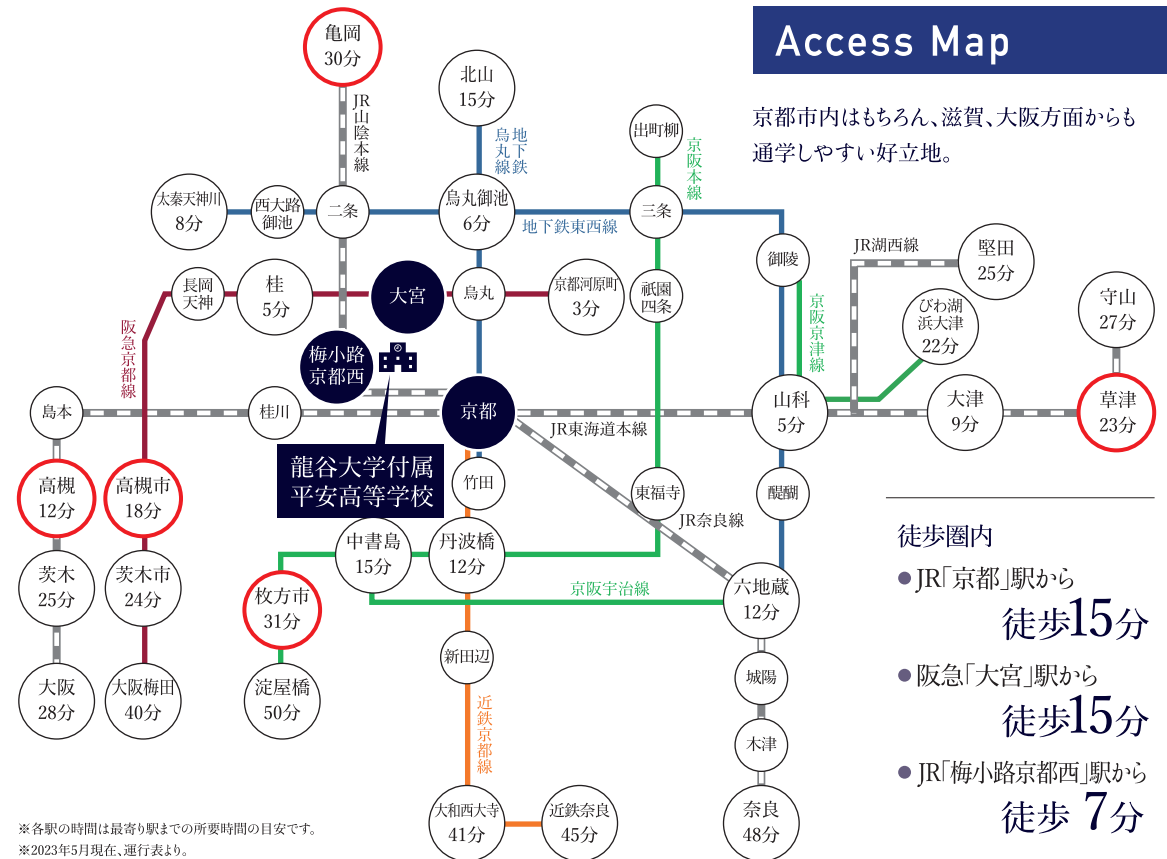 Access Map
京都市内はもちろん、滋賀、大阪方面からも
通学しやすい好立地。
亀岡
30分
JR山陰本線
北山
15分
地下鉄
烏丸線
出町柳
京阪本線
太秦天神川
8分
西大路
御池
二条
烏丸御池
6分
地下鉄東西線
三条
御陵
JR湖西線
堅田
25分
長岡
天神
桂
5分
大宮
烏丸
京都河原町
3分
祇園
四条
京阪京津線
びわ湖
浜大津
22分
守山
27分
阪急京都線
梅小路
京都西
島本
桂川
京都
JR東海道本線
山科
5分
大津
9分
草津
23分
龍谷大学付属
平安高等学校
高槻
12分
高槻市
18分
竹田
東福寺
醍醐
JR奈良線
中書島
15分
丹波橋
12分
茨木
25分
茨木市
24分
枚方市
31分
京阪宇治線
六地蔵
12分
新田辺
城陽
大阪
28分
大阪梅田
40分
淀屋橋
50分
近鉄京都線
木津
大和西大寺
41分
近鉄奈良
45分
奈良
48分
徒歩圏内
●JR「京都」駅から
徒歩15分
●阪急「大宮」駅から
徒歩15分
●JR「梅小路京都西」駅から
徒歩 7分
※各駅の時間は最寄り駅までの所要時間の目安です。
※2023年5月現在、運行表より。